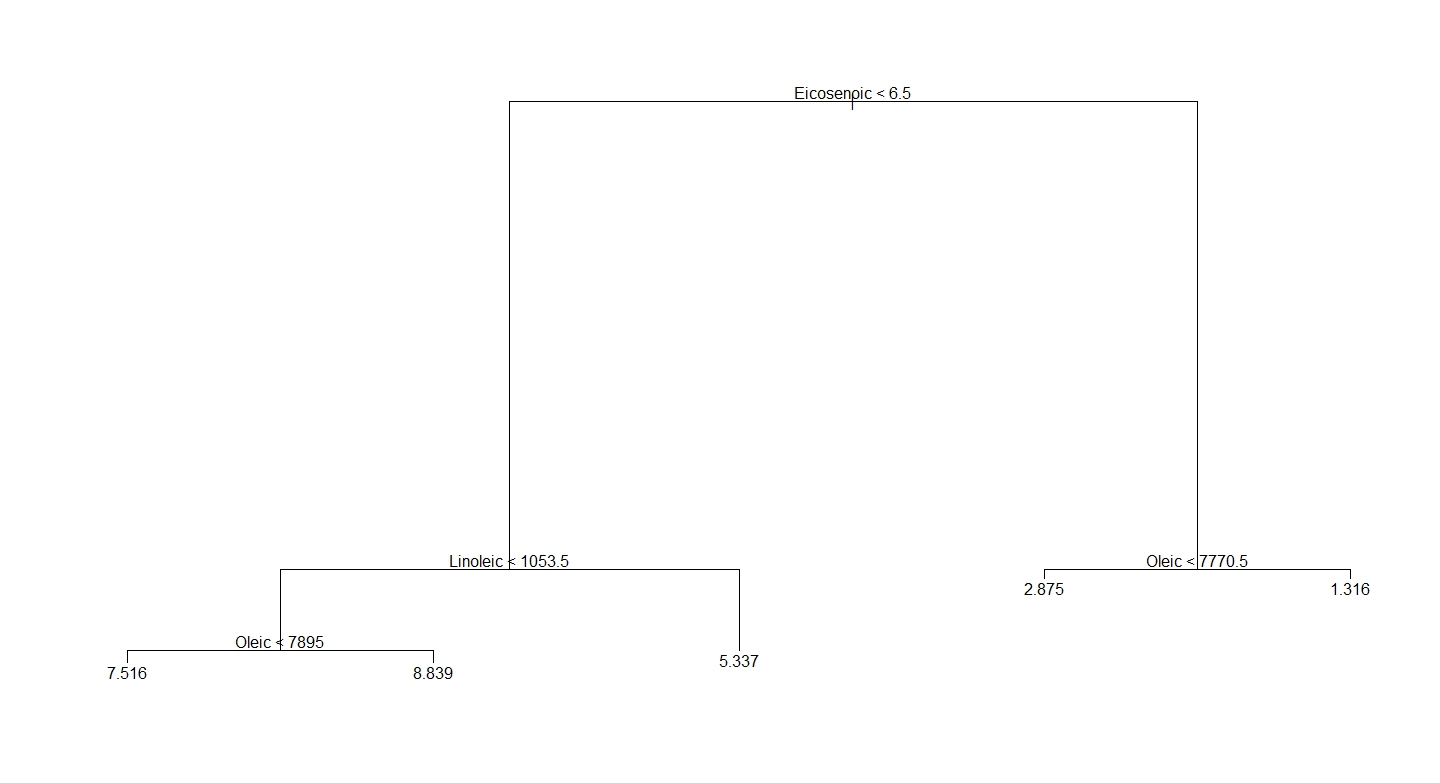 Eicosenoic < 6.5
Linoleic < 1053.5
Oleic < 7770.5
2.875
1.316
Oleic < 7895
5.337
7.516
8.839